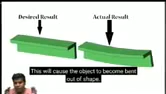 Desired Result
Actual Result
This will cause the object to become bent
out of shape.